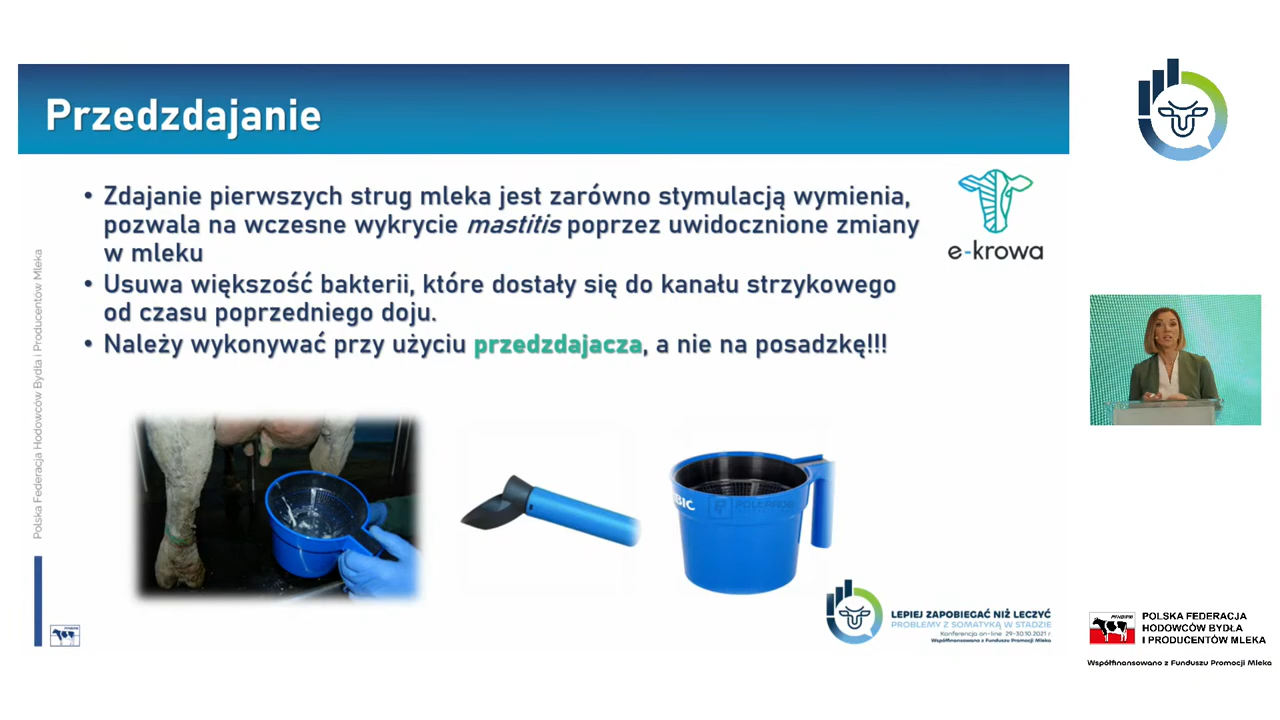 Przedzdajanie
• Zdajanie pierwszych strug mleka jest zarówno stymulacją wymienia,
pozwala na wczesne wykrycie mastitis poprzez uwidocznione zmiany
w mleku
• Usuwa większość bakterii, które dostały się do kanału strzykowego
od czasu poprzedniego doju.
• Należy wykonywać przy użyciu przedzdajacza, a nie na posadzkę!!!
e-krowa
Polska Federacja Hodowców Bydła i Producentów Mleka
LEPIEJ ZAPOBIEGAĆ NIŻ LECZYĆ
PROBLEMY Z SOMATYKĄ W STADZIE
Konferencja on-line 29-30.10.2021 r.
Współfinansowano z Funduszu Promocji Mleka
POLSKA FEDERACJA
HODOWCÓW BYDŁA
I PRODUCENTÓW MLEKA
Współfinansowano z Funduszu Promocji Mleka